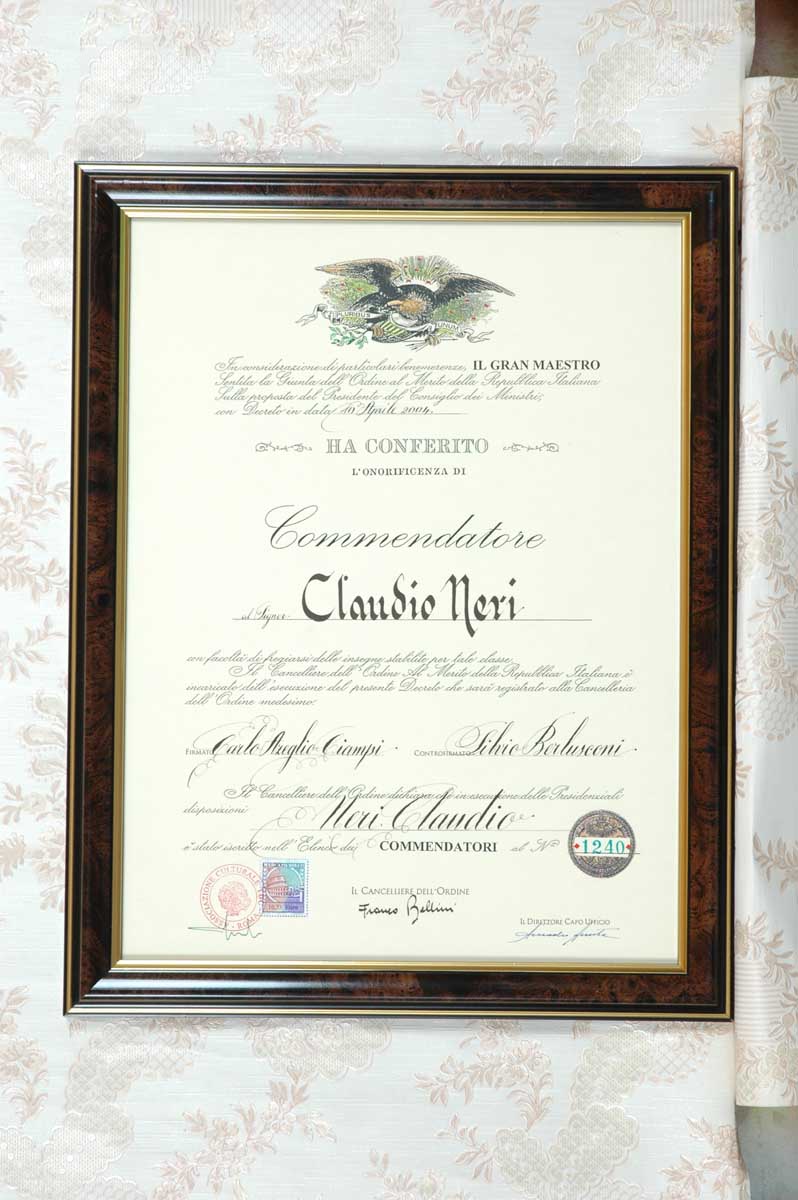 E PLURIBUS UNUM
In considerazione di particolari benemerenze, IL GRAN MAESTRO
Sentita la Giunta dell'Ordine al Merito della Repubblica Italiana
Sulla proposta del Presidente del Consiglio dei Ministri;
con Decreto in data 10 Aprile 2004.
HA CONFERITO
L'ONORIFICENZA DI
Commendatore
al Signor Claudio Neri
con facoltà di fregiarsi delle insegne stabilite per tale classe.
Il Cancelliere dell'Ordine Al Merito della Repubblica Italiana è
incaricato dell'esecuzione del presente Decreto che sarà registrato alla Cancelleria
dell'Ordine medesimo.
FIRMATO Carlo Azeglio Ciampi CONTROFIRMATO Silvio Berlusconi
Il Cancelliere dell'Ordine dichiara che in esecuzione delle Presidenziali
disposizioni Neri Claudio
è stato iscritto nell'Elenco dei COMMENDATORI al N° 1240
ASSOCIAZIONE CULTURALE
ROMA
IL CANCELLIERE DELL'ORDINE
Franco Bellini
IL DIRETTORE CAPO UFFICIO